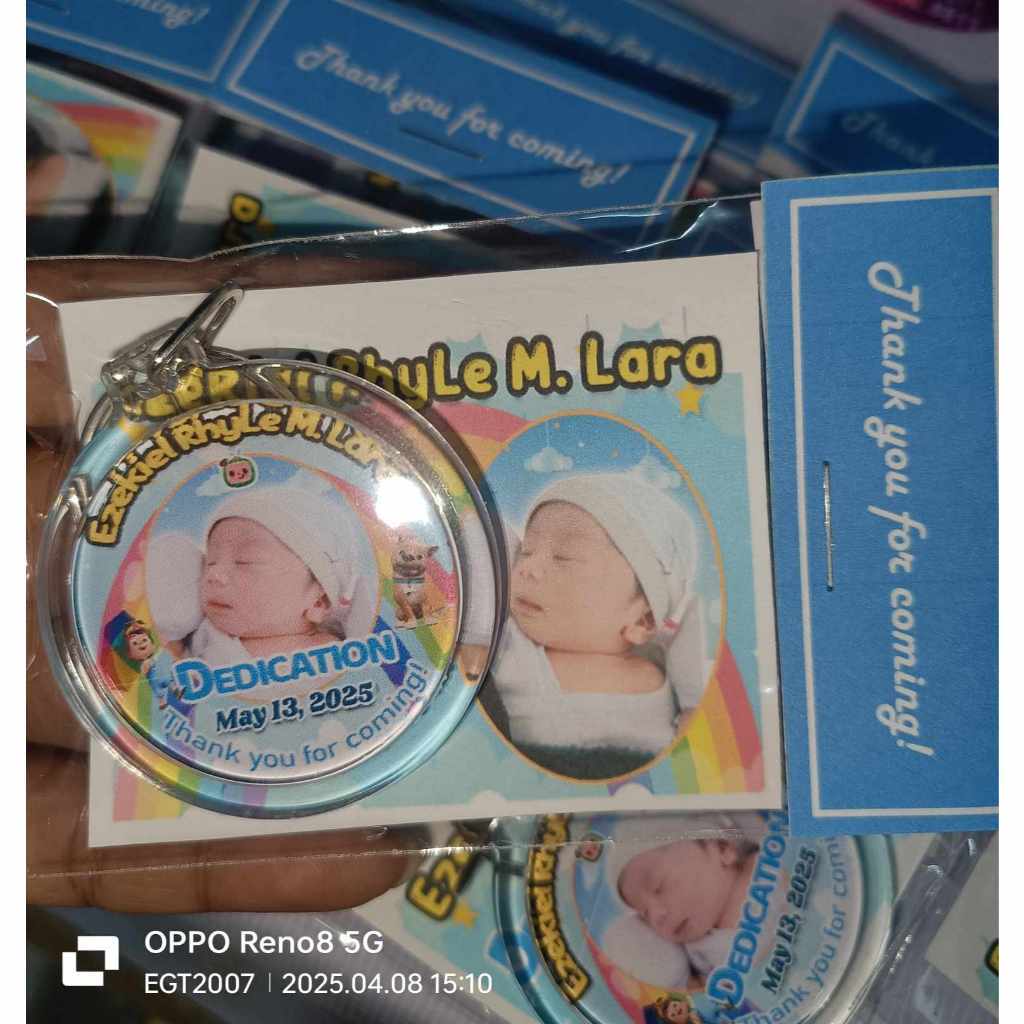 coming!
Thank you for coming!
Thank
RhyLe M. Lara
Ezekiel RhyLe M. Lara
DEDICATION
May 13, 2025
Thank you for coming!
Thank you for coming!
DEDICATION
May 13, 2025
Thank you for
OPPO Reno8 5G
EGT2007 | 2025.04.08 15:10